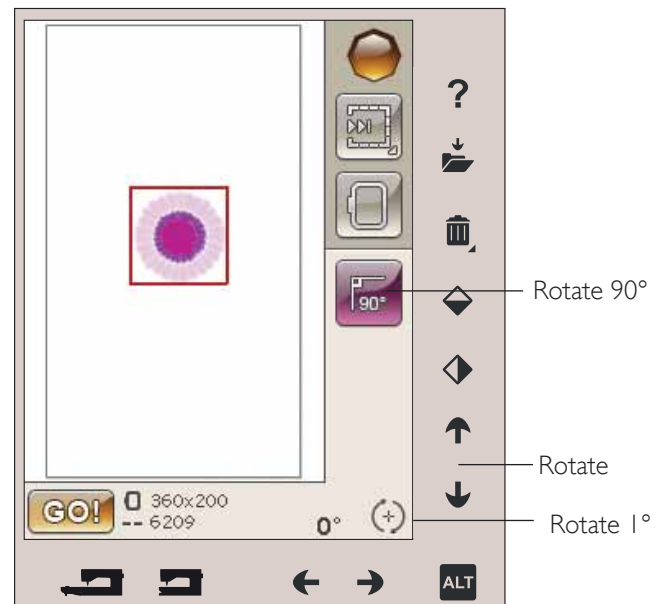 ?
90°
Rotate 90°
Rotate
GO!
360x200
-- 6209
0°
Rotate 1°
ALT